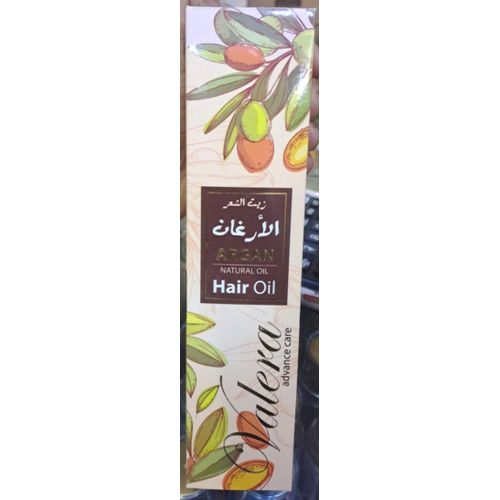 زيت الشعر
الأرغان
ARGAN
NATURAL OIL
Hair Oil
Valera
advance care